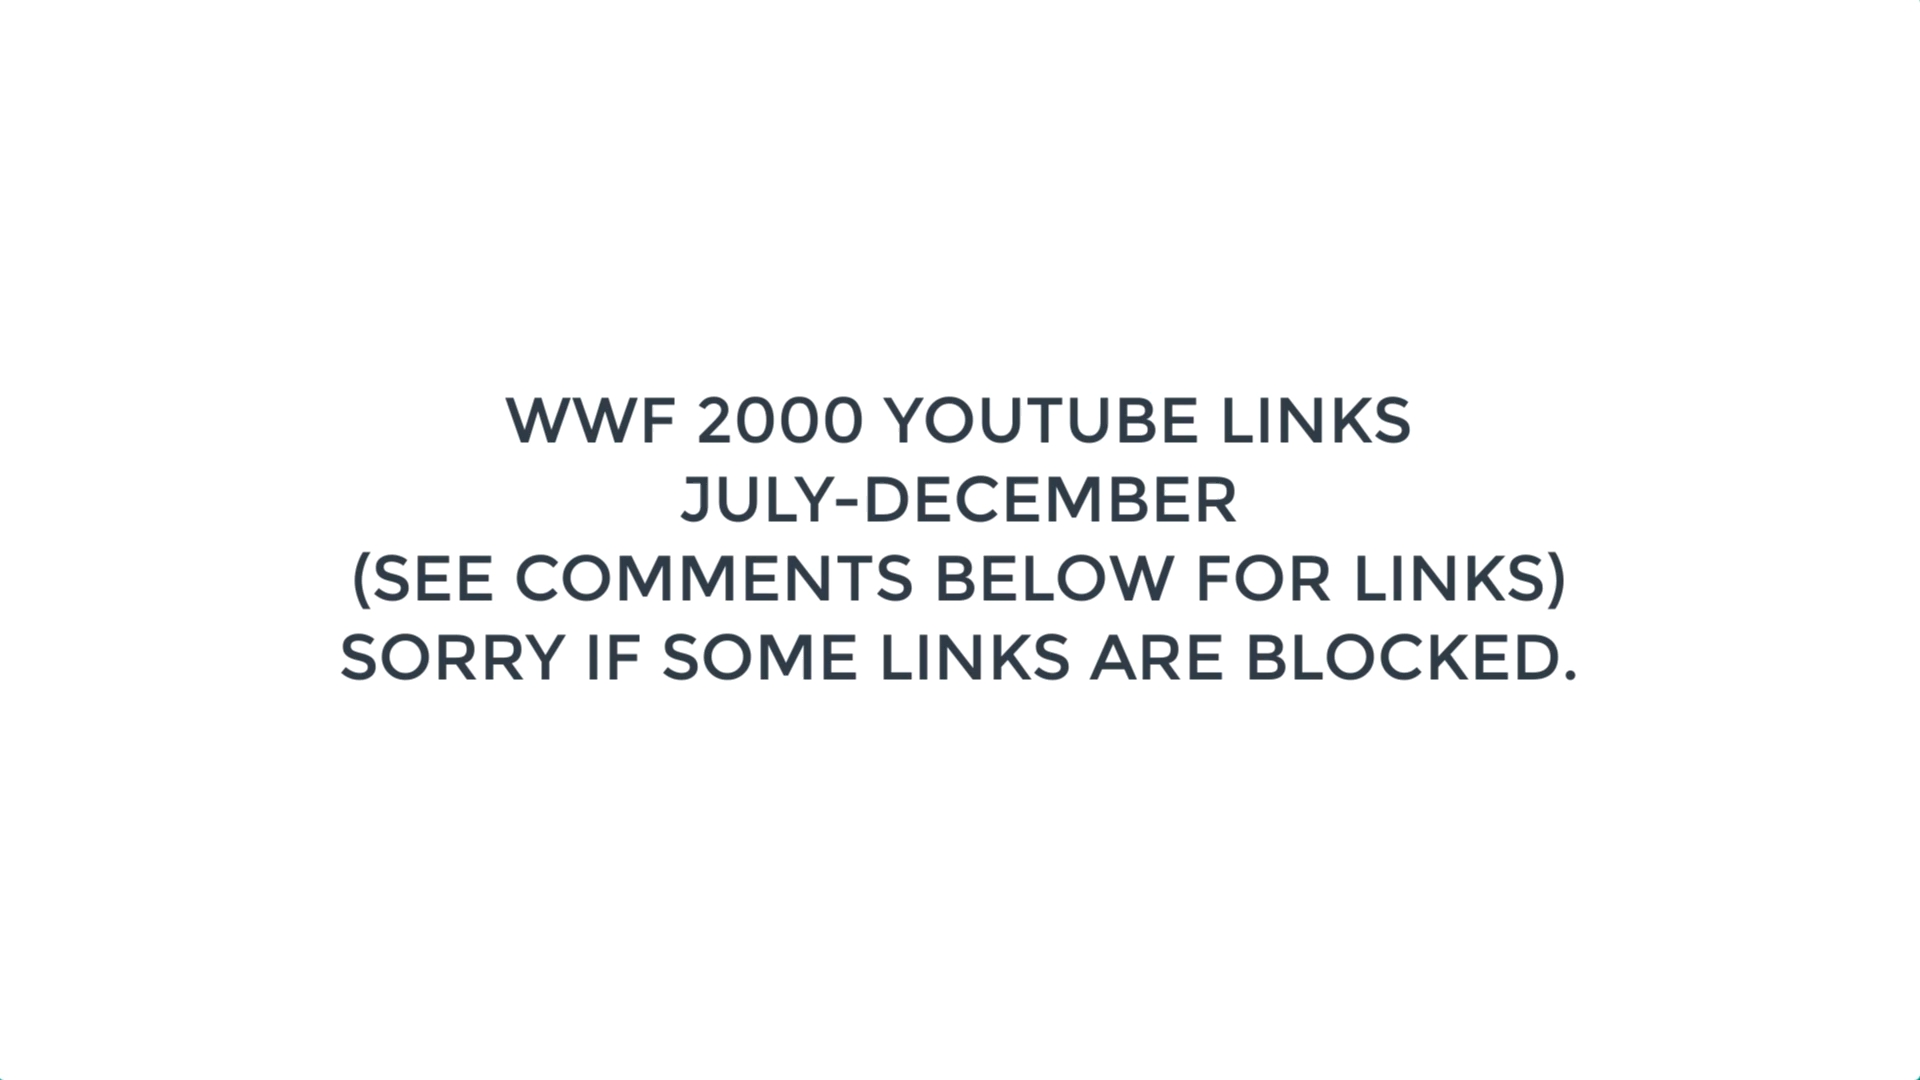 WWF 2000 YOUTUBE LINKS
JULY-DECEMBER
(SEE COMMENTS BELOW FOR LINKS)
SORRY IF SOME LINKS ARE BLOCKED.